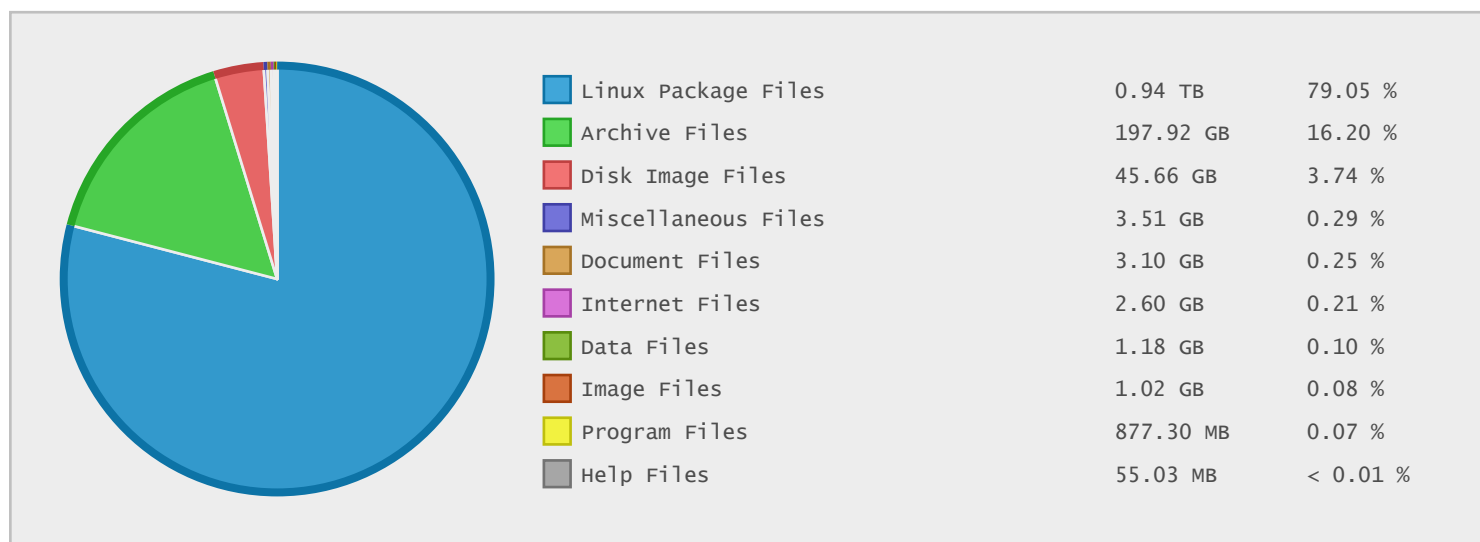 Linux Package Files 0.94 TB 79.05 %
Archive Files 197.92 GB 16.20 %
Disk Image Files 45.66 GB 3.74 %
Miscellaneous Files 3.51 GB 0.29 %
Document Files 3.10 GB 0.25 %
Internet Files 2.60 GB 0.21 %
Data Files 1.18 GB 0.10 %
Image Files 1.02 GB 0.08 %
Program Files 877.30 MB 0.07 %
Help Files 55.03 MB < 0.01 %